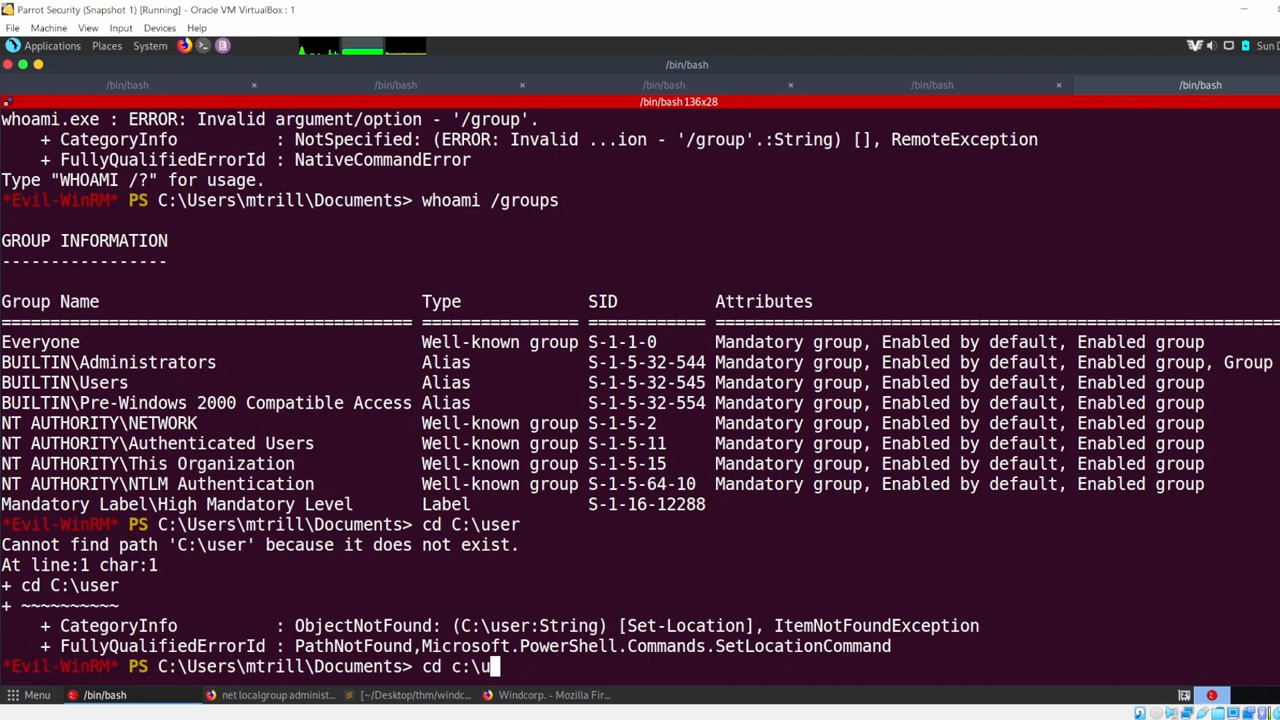 Parrot Security (Snapshot 1) [Running] - Oracle VM VirtualBox : 1
File Machine View Input Devices Help
Applications Places System Sun
/bin/bash
/bin/bash /bin/bash /bin/bash /bin/bash /bin/bash
/bin/bash 136x28
whoami.exe : ERROR: Invalid argument/option - '/group'.
+ CategoryInfo : NotSpecified: (ERROR: Invalid ...ion - '/group'.:String) [], RemoteException
+ FullyQualifiedErrorId : NativeCommandError
Type "WHOAMI /?" for usage.
*Evil-WinRM* PS C:\Users\mtrill\Documents> whoami /groups
GROUP INFORMATION
-----------------
Group Name Type SID Attributes
========================================== ================ ============ ==========================================================
Everyone Well-known group S-1-1-0 Mandatory group, Enabled by default, Enabled group
BUILTIN\Administrators Alias S-1-5-32-544 Mandatory group, Enabled by default, Enabled group, Group
BUILTIN\Users Alias S-1-5-32-545 Mandatory group, Enabled by default, Enabled group
BUILTIN\Pre-Windows 2000 Compatible Access Alias S-1-5-32-554 Mandatory group, Enabled by default, Enabled group
NT AUTHORITY\NETWORK Well-known group S-1-5-2 Mandatory group, Enabled by default, Enabled group
NT AUTHORITY\Authenticated Users Well-known group S-1-5-11 Mandatory group, Enabled by default, Enabled group
NT AUTHORITY\This Organization Well-known group S-1-5-15 Mandatory group, Enabled by default, Enabled group
NT AUTHORITY\NTLM Authentication Well-known group S-1-5-64-10 Mandatory group, Enabled by default, Enabled group
Mandatory Label\High Mandatory Level Label S-1-16-12288
*Evil-WinRM* PS C:\Users\mtrill\Documents> cd C:\user
Cannot find path 'C:\user' because it does not exist.
At line:1 char:1
+ cd C:\user
+ ~~~~~~~~~~
+ CategoryInfo : ObjectNotFound: (C:\user:String) [Set-Location], ItemNotFoundException
+ FullyQualifiedErrorId : PathNotFound,Microsoft.PowerShell.Commands.SetLocationCommand
*Evil-WinRM* PS C:\Users\mtrill\Documents> cd c:\u
Menu /bin/bash net localgroup administ... [~/Desktop/thm/windc... Windcorp. - Mozilla Fir...